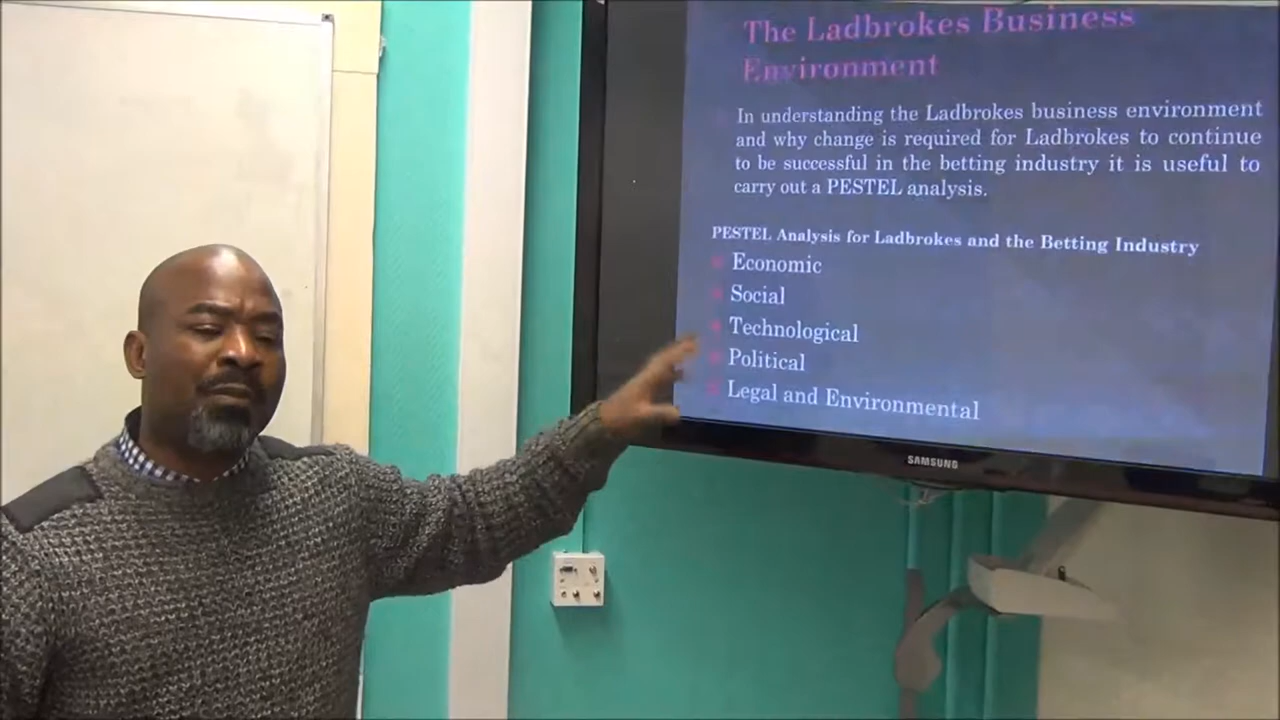 The Ladbrokes Business
Environment
In understanding the Ladbrokes business environment
and why change is required for Ladbrokes to continue
to be successful in the betting industry it is useful to
carry out a PESTEL analysis.
PESTEL Analysis for Ladbrokes and the Betting Industry
Economic
Social
Technological
Political
Legal and Environmental
SAMSUNG